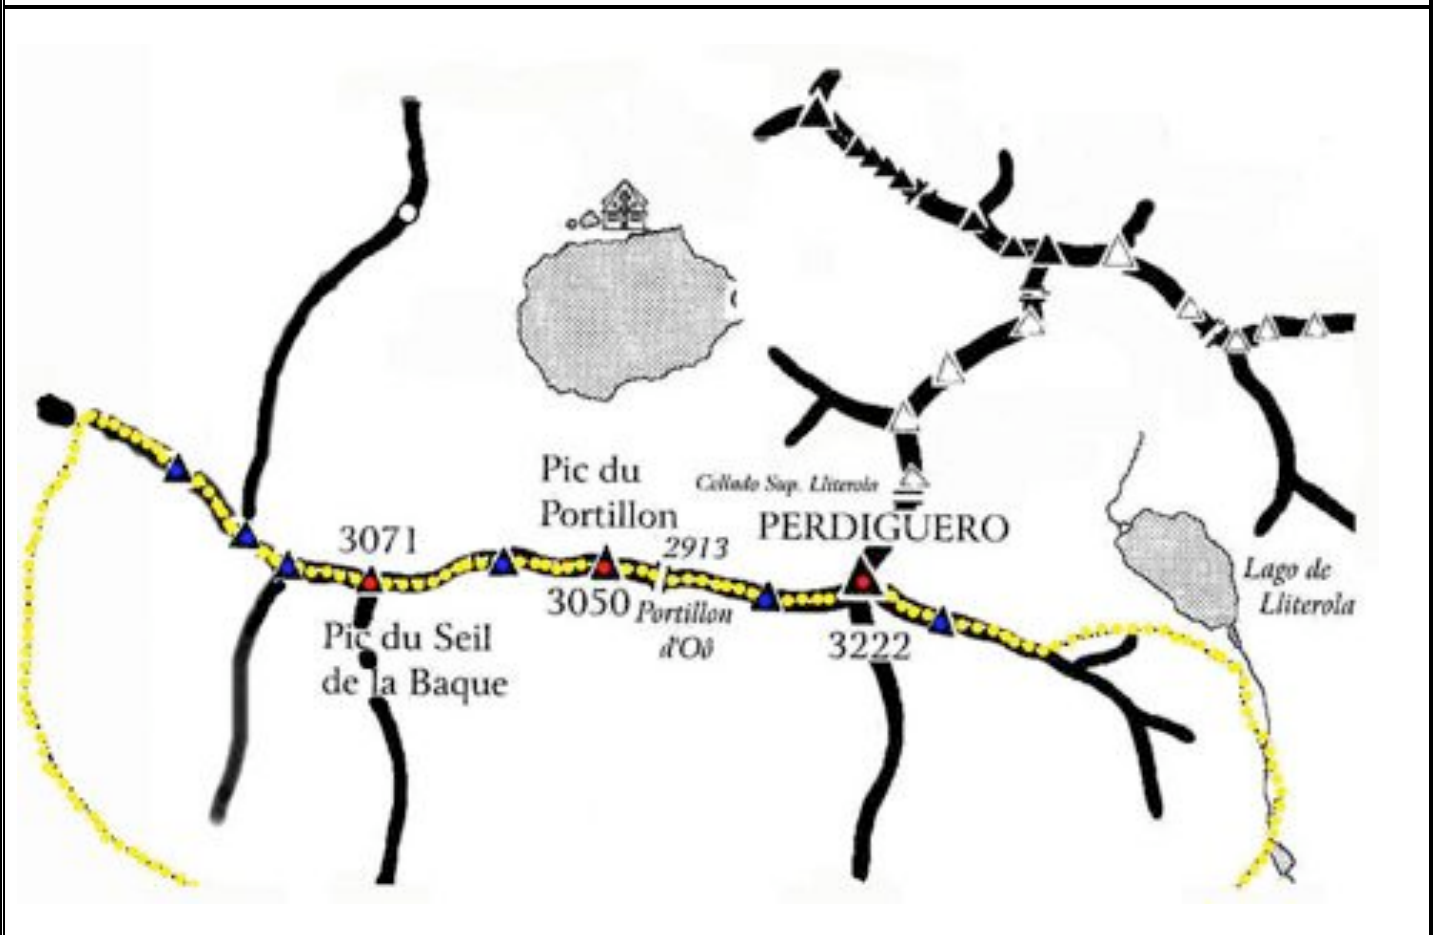 Pic du
Portillon
Collado Sup. Lliterola
PERDIGUERO
3071
2913
Lago de
Lliterola
3050
Portillon
d'Oô
3222
Pic du Seil
de la Baque